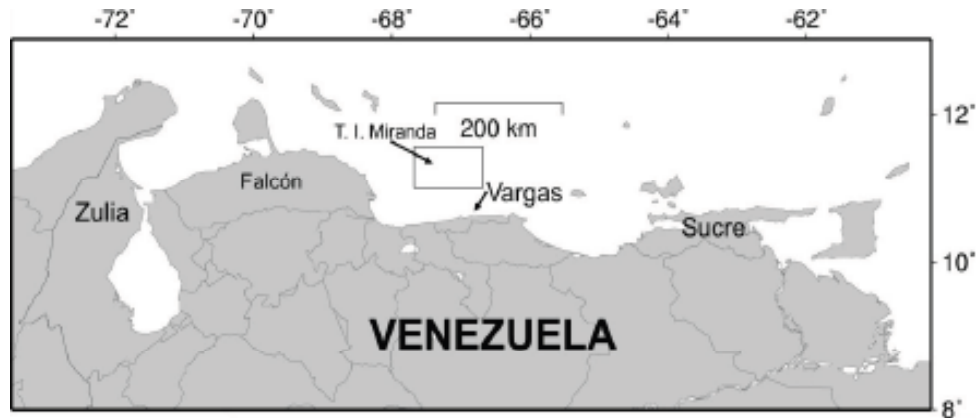 -72° -70° -68° -66° -64° -62°
12°
200 km
T. I. Miranda
Falcón
Vargas
Zulia
Sucre
10°
VENEZUELA
8°